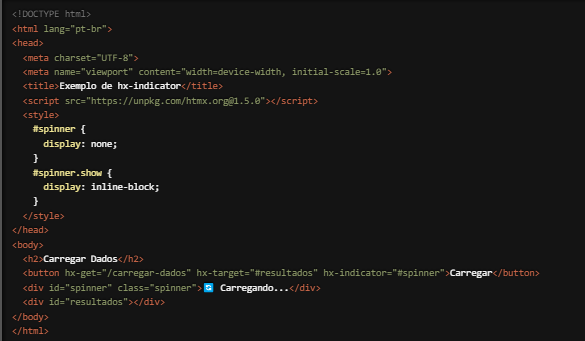 <!DOCTYPE html>
<html lang="pt-br">
<head>
  <meta charset="UTF-8">
  <meta name="viewport" content="width=device-width, initial-scale=1.0">
  <title>Exemplo de hx-indicator</title>
  <script src="https://unpkg.com/htmx.org@1.5.0"></script>
  <style>
    #spinner {
      display: none;
    }
    #spinner.show {
      display: inline-block;
    }
  </style>
</head>
<body>
  <h2>Carregar Dados</h2>
  <button hx-get="/carregar-dados" hx-target="#resultados" hx-indicator="#spinner">Carregar</button>
  <div id="spinner" class="spinner">🔄 Carregando...</div>
  <div id="resultados"></div>
</body>
</html>